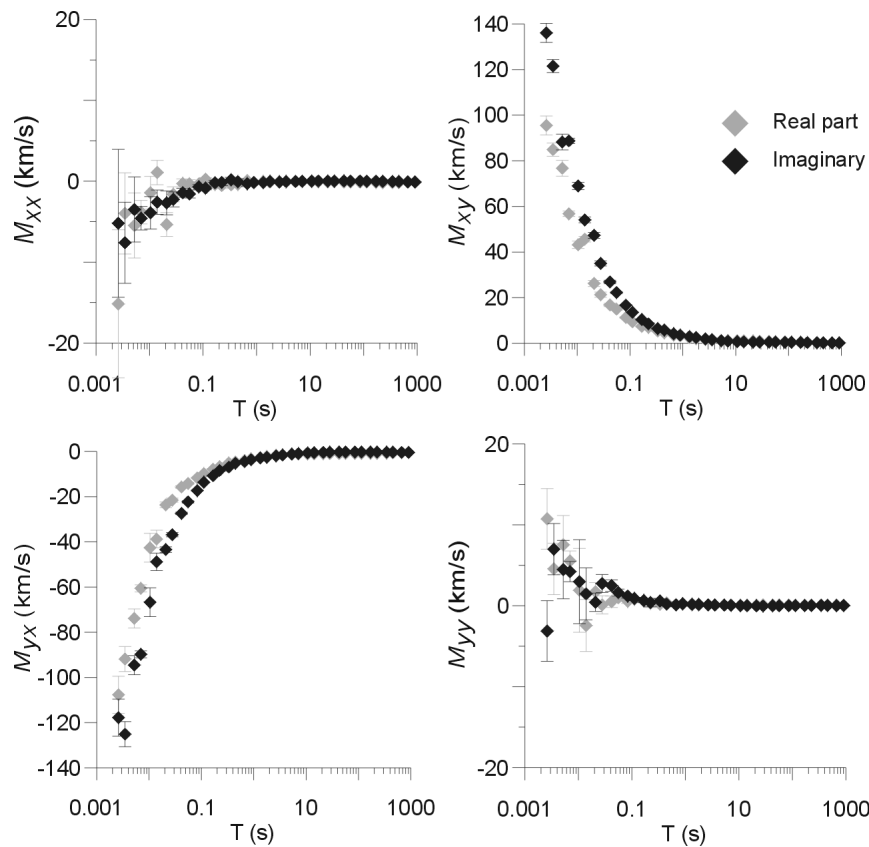 20
0
-20
M_xx (km/s)
0.001 0.1 10 1000
T (s)
140
120
100
80
60
40
20
0
M_xy (km/s)
0.001 0.1 10 1000
T (s)
Real part
Imaginary
0
-20
-40
-60
-80
-100
-120
-140
M_yx (km/s)
0.001 0.1 10 1000
T (s)
20
0
-20
M_yy (km/s)
0.001 0.1 10 1000
T (s)